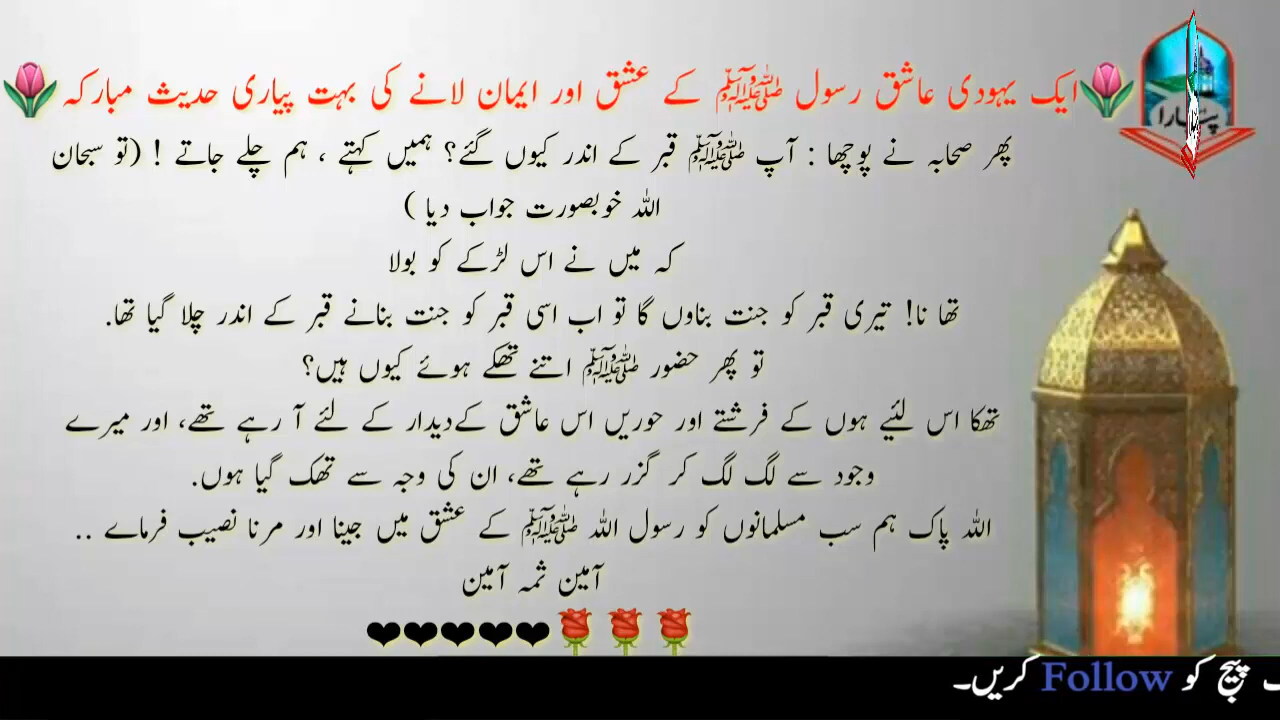 🌷ایک یہودی عاشق رسول ﷺ کے عشق اور ایمان لانے کی بہت پیاری حدیث مبارکہ🌷
پھر صحابہ نے پوچھا : آپ ﷺ قبر کے اندر کیوں گئے؟ ہمیں کہتے ، ہم چلے جاتے ! (تو سبحان
اللہ خوبصورت جواب دیا )
کہ میں نے اس لڑکے کو بولا
تھا نا! تیری قبر کو جنت بناوں گا تو اب اسی قبر کو جنت بنانے قبر کے اندر چلا گیا تھا.
تو پھر حضور ﷺ اتنے تھکے ہوئے کیوں ہیں؟
تھکا اس لئیے ہوں کے فرشتے اور حوریں اس عاشق کےدیدار کے لئے آ رہے تھے، اور میرے
وجود سے لگ لگ کر گزر رہے تھے، ان کی وجہ سے تھک گیا ہوں.
اللہ پاک ہم سب مسلمانوں کو رسول اللہ ﷺ کے عشق میں جینا اور مرنا نصیب فرماے ..
آمین ثمہ آمین
🌹🌹🌹❤❤❤❤❤
پیج کو Follow کریں۔